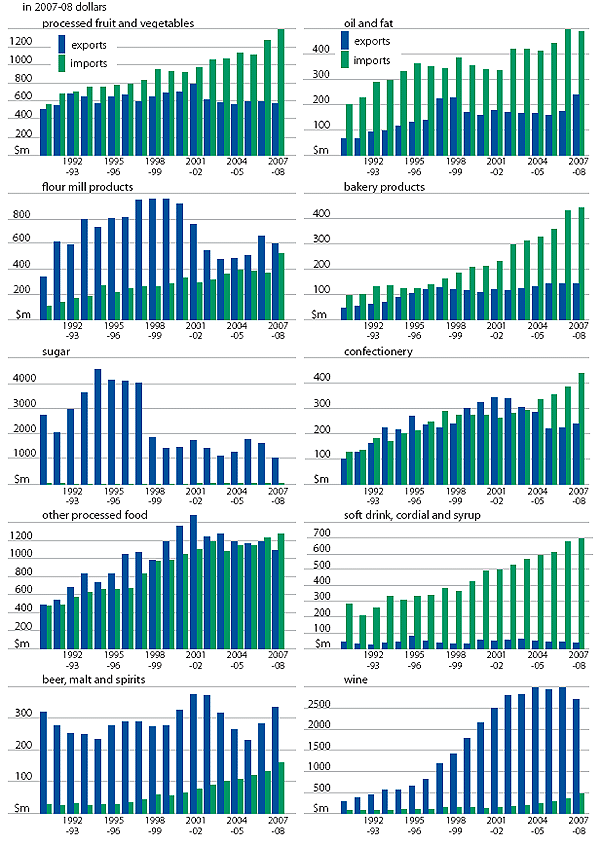 in 2007-08 dollars
processed fruit and vegetables
exports
imports
1200
1000
800
600
400
200
$m
1992 1995 1998 2001 2004 2007
-93 -96 -99 -02 -05 -08
oil and fat
exports
imports
400
300
200
100
$m
1992 1995 1998 2001 2004 2007
-93 -96 -99 -02 -05 -08
flour mill products
800
600
400
200
$m
1992 1995 1998 2001 2004 2007
-93 -96 -99 -02 -05 -08
bakery products
400
300
200
100
$m
1992 1995 1998 2001 2004 2007
-93 -96 -99 -02 -05 -08
sugar
4000
3000
2000
1000
$m
1992 1995 1998 2001 2004 2007
-93 -96 -99 -02 -05 -08
confectionery
400
300
200
100
$m
1992 1995 1998 2001 2004 2007
-93 -96 -99 -02 -05 -08
other processed food
1200
1000
800
600
400
200
$m
1992 1995 1998 2001 2004 2007
-93 -96 -99 -02 -05 -08
soft drink, cordial and syrup
700
600
500
400
300
200
100
$m
1992 1995 1998 2001 2004 2007
-93 -96 -99 -02 -05 -08
beer, malt and spirits
300
200
100
$m
1992 1995 1998 2001 2004 2007
-93 -96 -99 -02 -05 -08
wine
2500
2000
1500
1000
500
$m
1992 1995 1998 2001 2004 2007
-93 -96 -99 -02 -05 -08